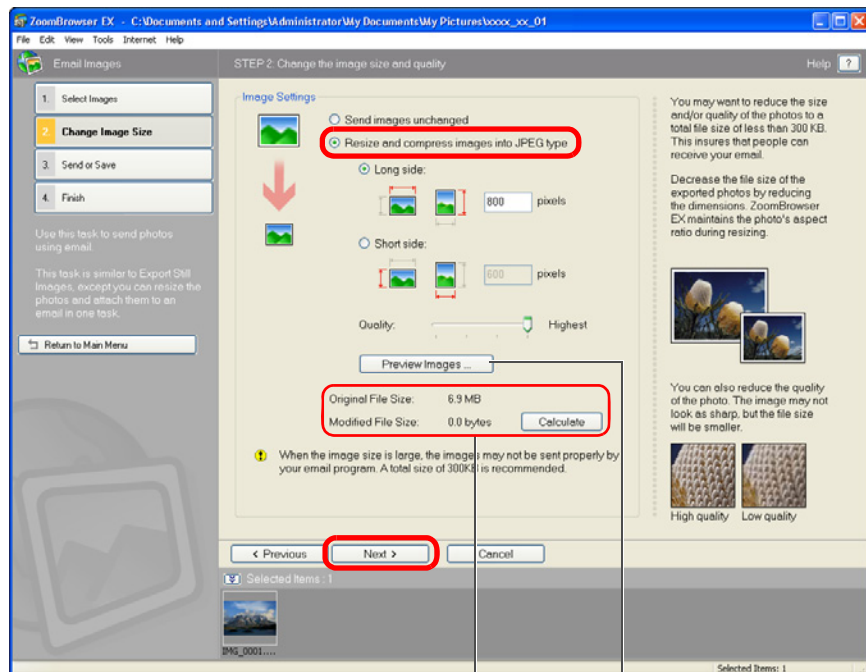 ZoomBrowser EX - C:\Documents and Settings\Administrator\My Documents\My Pictures\xxxx_xx_01
File Edit View Tools Internet Help
Email Images
STEP 2: Change the image size and quality
Help ?
1. Select Images
2. Change Image Size
3. Send or Save
4. Finish
Use this task to send photos
using email.
This task is similar to Export Still
Images, except you can resize the
photos and attach them to an
email in one task.
Return to Main Menu
Image Settings
Send images unchanged
Resize and compress images into JPEG type
Long side:
800 pixels
Short side:
600 pixels
Quality: Highest
Preview Images ...
Original File Size: 6.9 MB
Modified File Size: 0.0 bytes Calculate
When the image size is large, the images may not be sent properly by
your email program. A total size of 300KB is recommended.
You may want to reduce the size
and/or quality of the photos to a
total file size of less than 300 KB.
This insures that people can
receive your email.
Decrease the file size of the
exported photos by reducing
the dimensions. ZoomBrowser
EX maintains the photo's aspect
ratio during resizing.
You can also reduce the quality
of the photo. The image may not
look as sharp, but the file size
will be smaller.
High quality Low quality
< Previous Next > Cancel
Selected Items : 1
IMG_0001....
Selected Items: 1